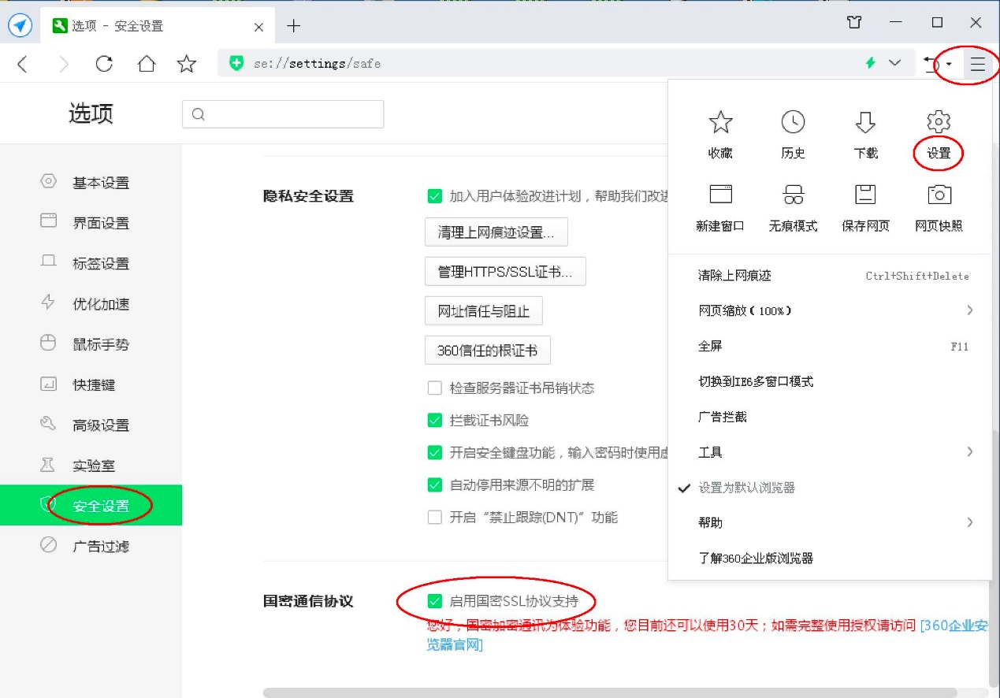 选项 - 安全设置
se://settings/safe
选项
基本设置
界面设置
标签设置
优化加速
鼠标手势
快捷键
高级设置
实验室
安全设置
广告过滤
隐私安全设置
加入用户体验改进计划，帮助我们改进
清理上网痕迹设置...
管理HTTPS/SSL证书...
网址信任与阻止
360信任的根证书
检查服务器证书吊销状态
拦截证书风险
开启安全键盘功能，输入密码时使用虚
自动停用来源不明的扩展
开启“禁止跟踪(DNT)”功能
国密通信协议
启用国密SSL协议支持
您好，国密加密通讯为体验功能，您目前还可以使用30天；如需完整使用授权请访问 [360企业安
览器官网]
收藏 历史 下载 设置
新建窗口 无痕模式 保存网页 网页快照
清除上网痕迹 Ctrl+Shift+Delete
网页缩放（100%）
全屏 F11
切换到IE6多窗口模式
广告拦截
工具
设置为默认浏览器
帮助
了解360企业版浏览器